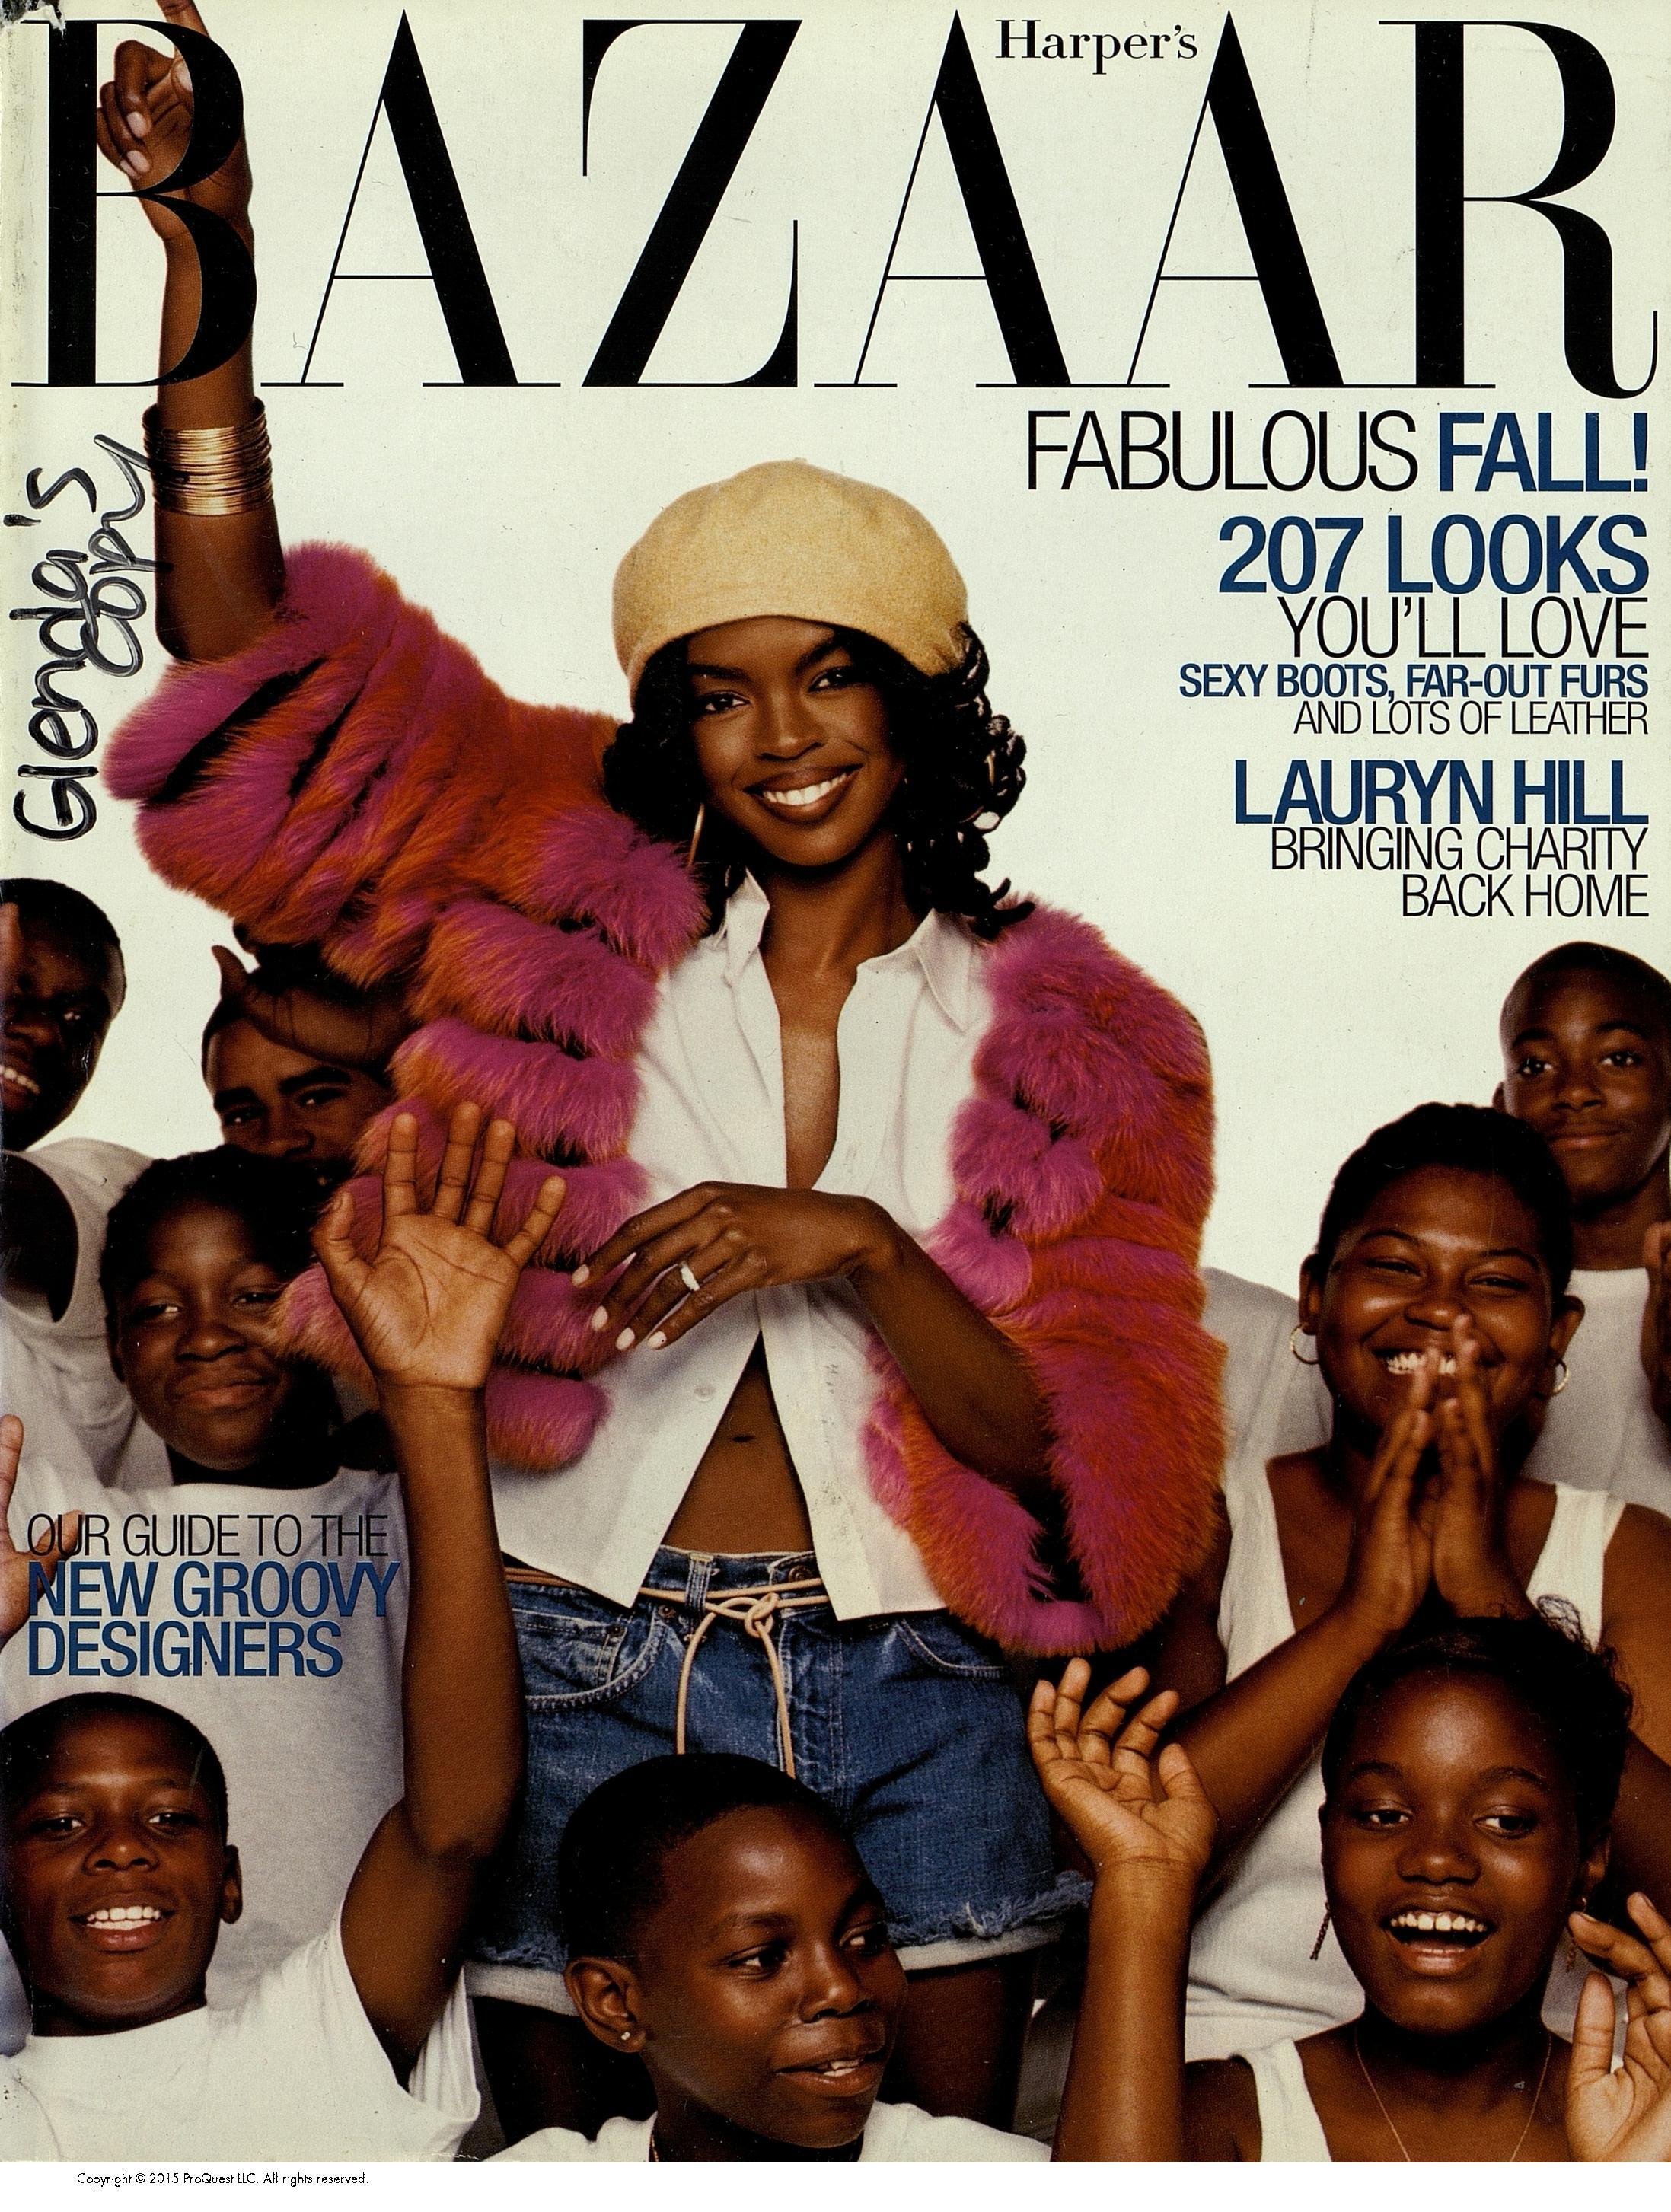 Harper's
BAZAAR
FABULOUS FALL!
207 LOOKS
YOU'LL LOVE
SEXY BOOTS, FAR-OUT FURS
AND LOTS OF LEATHER
LAURYN HILL
BRINGING CHARITY
BACK HOME
Glenda's
copy
OUR GUIDE TO THE
NEW GROOVY
DESIGNERS
Copyright © 2015 ProQuest LLC. All rights reserved.